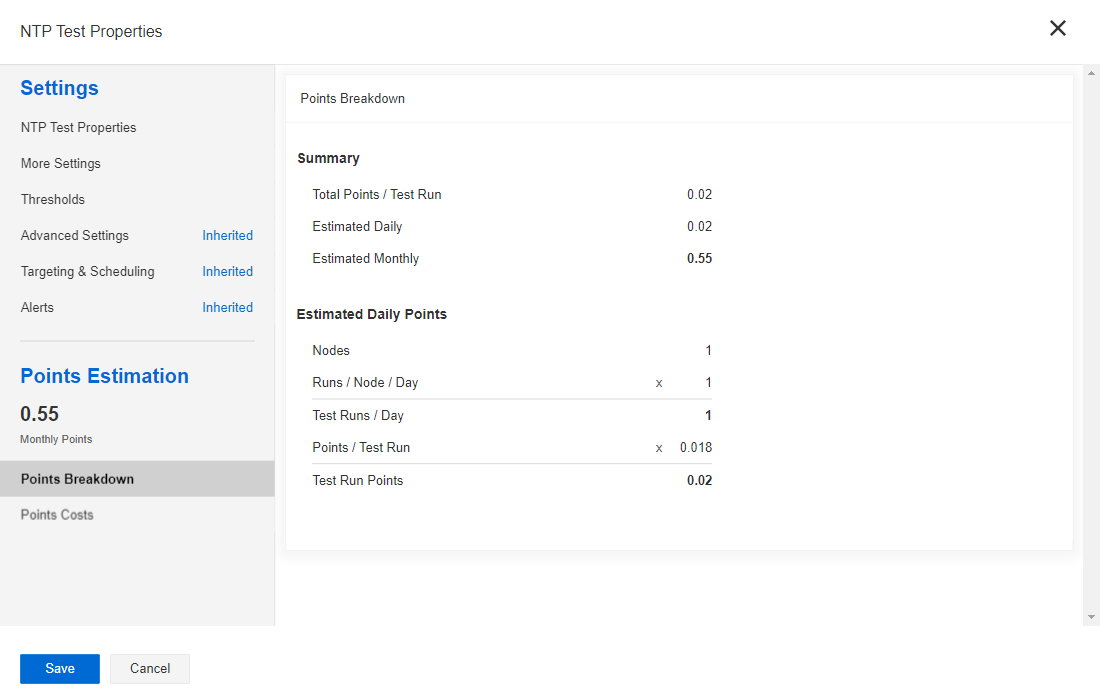 NTP Test Properties
Settings
NTP Test Properties
More Settings
Thresholds
Advanced Settings Inherited
Targeting & Scheduling Inherited
Alerts Inherited
Points Estimation
0.55
Monthly Points
Points Breakdown
Points Costs
Points Breakdown
Summary
Total Points / Test Run 0.02
Estimated Daily 0.02
Estimated Monthly 0.55
Estimated Daily Points
Nodes 1
Runs / Node / Day x 1
Test Runs / Day 1
Points / Test Run x 0.018
Test Run Points 0.02
Save Cancel